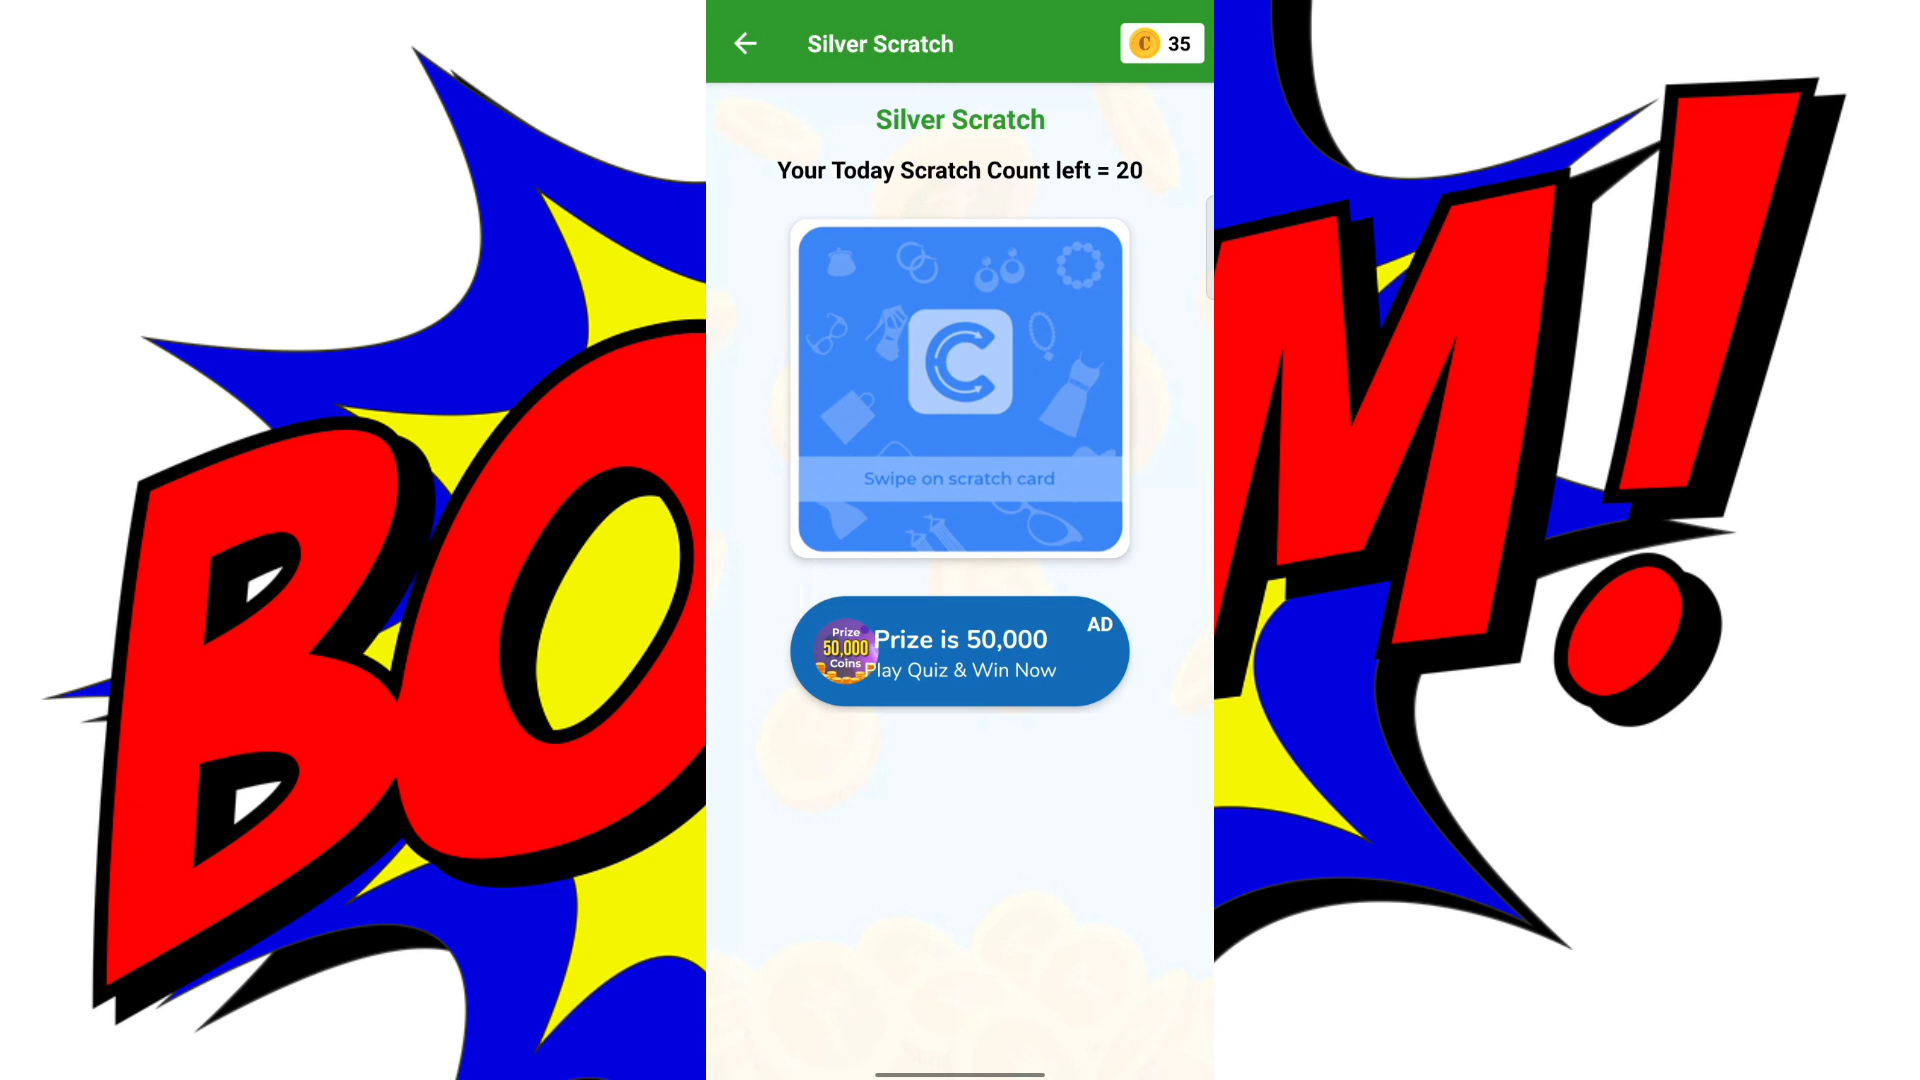 BOOM!
Silver Scratch
C 35
Silver Scratch
Your Today Scratch Count left = 20
C
Swipe on scratch card
Prize
50,000
Coins
Prize is 50,000
AD
Play Quiz & Win Now